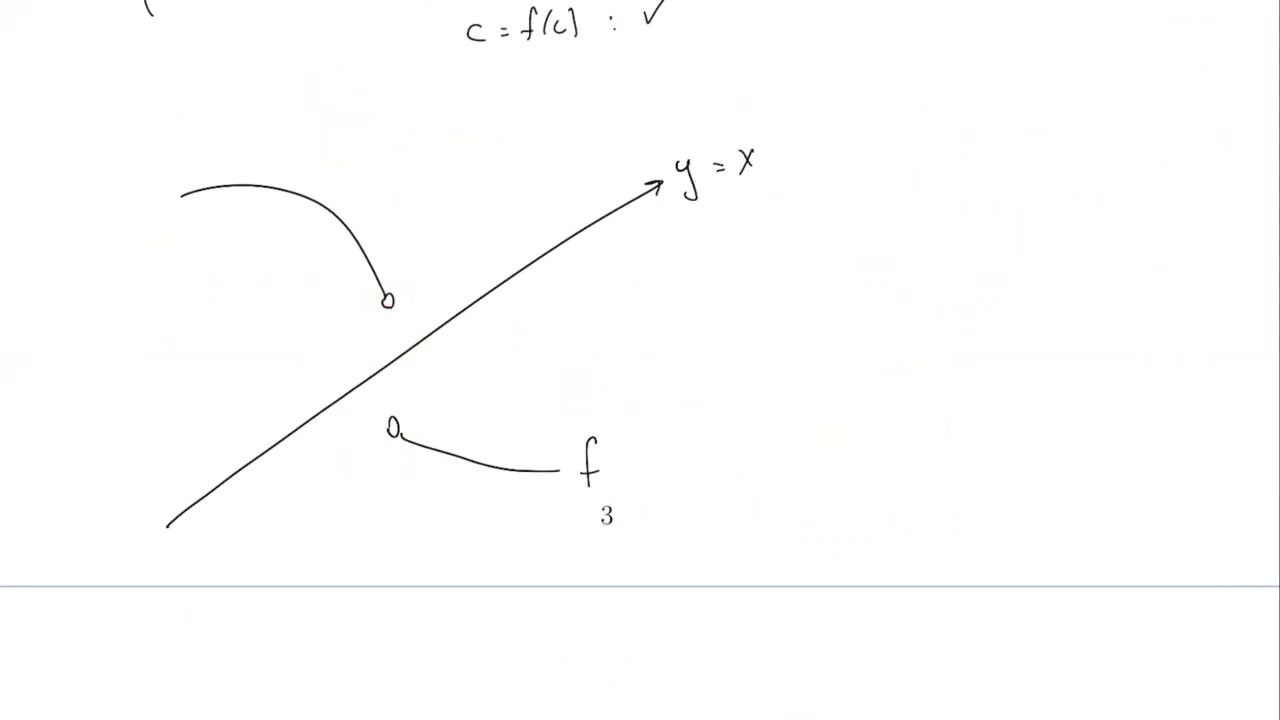 c = f(c) : ✓
y = x
f
3